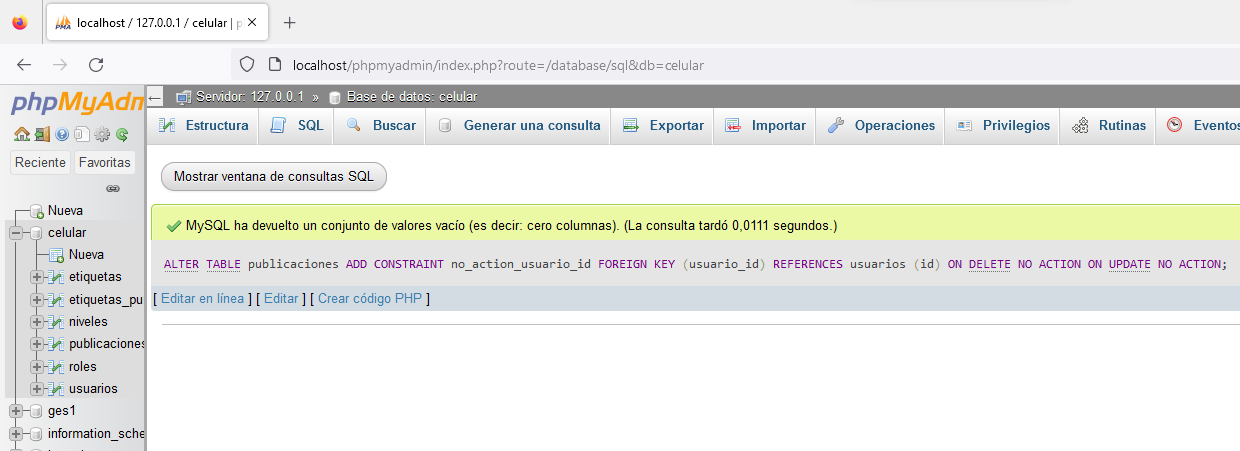 localhost / 127.0.0.1 / celular | p
localhost/phpmyadmin/index.php?route=/database/sql&db=celular
phpMyAdm
Servidor: 127.0.0.1 » Base de datos: celular
Estructura SQL Buscar Generar una consulta Exportar Importar Operaciones Privilegios Rutinas Eventos
Reciente Favoritas
Mostrar ventana de consultas SQL
Nueva
celular
Nueva
etiquetas
etiquetas_pu
niveles
publicaciones
roles
usuarios
ges1
information_sche
MySQL ha devuelto un conjunto de valores vacío (es decir: cero columnas). (La consulta tardó 0,0111 segundos.)
ALTER TABLE publicaciones ADD CONSTRAINT no_action_usuario_id FOREIGN KEY (usuario_id) REFERENCES usuarios (id) ON DELETE NO ACTION ON UPDATE NO ACTION;
[ Editar en línea ] [ Editar ] [ Crear código PHP ]